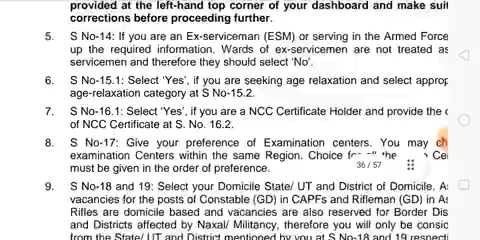 provided at the left-hand top corner of your dashboard and make suit
corrections before proceeding further.
5. S No-14: If you are an Ex-serviceman (ESM) or serving in the Armed Force
up the required information. Wards of ex-servicemen are not treated as
servicemen and therefore they should select 'No'.
6. S No-15.1: Select 'Yes', if you are seeking age relaxation and select approp
age-relaxation category at S No-15.2.
7. S No-16.1: Select 'Yes', if you are a NCC Certificate Holder and provide the
of NCC Certificate at S. No. 16.2.
8. S No-17: Give your preference of Examination centers. You may ch
examination Centers within the same Region. Choice the Ce
must be given in the order of preference.
36 / 57
9. S No-18 and 19: Select your Domicile State/ UT and District of Domicile. As
vacancies for the posts of Constable (GD) in CAPFs and Rifleman (GD) in As
Rifles are domicile based and vacancies are also reserved for Border Dis
and Districts affected by Naxal/ Militancy, therefore you will only be consid
from the State/ UT and District mentioned by you at S No-18 and 19 respecti